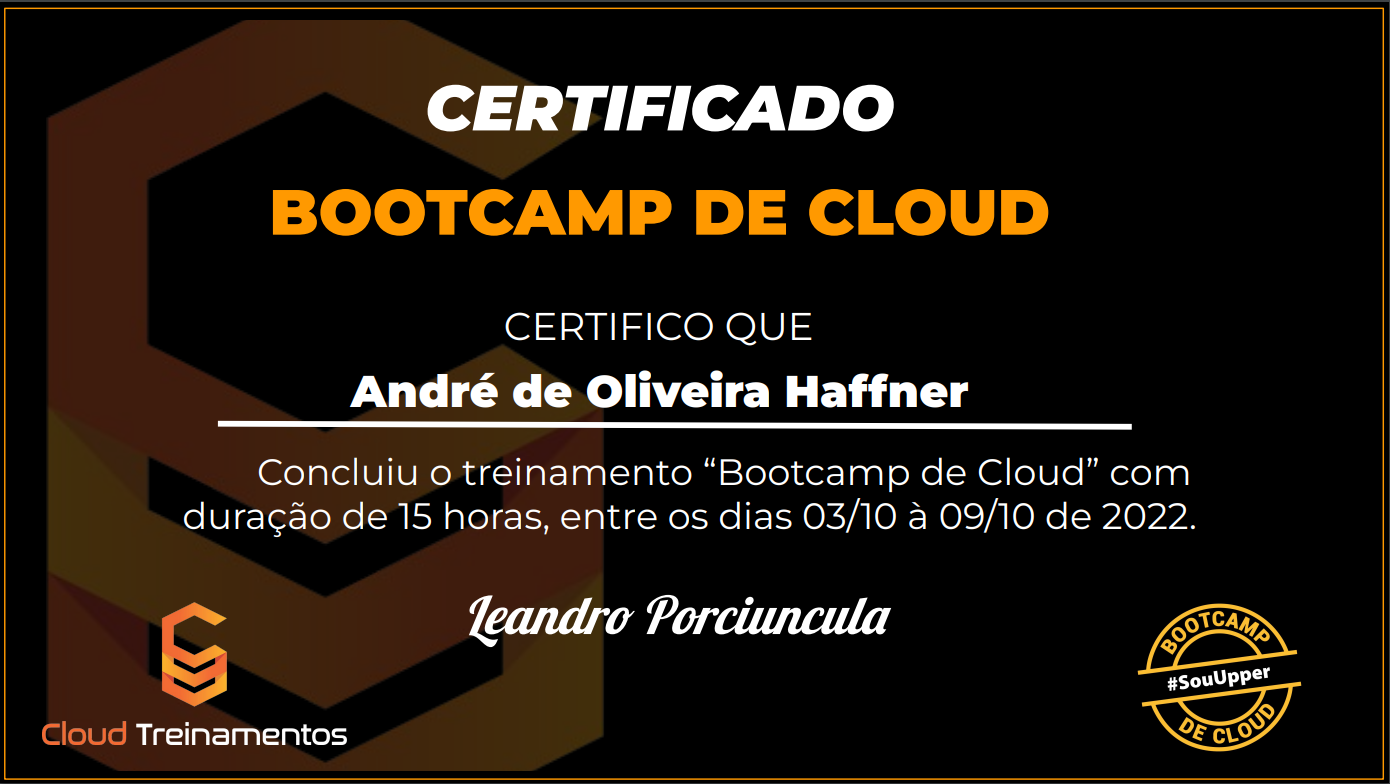 CERTIFICADO
BOOTCAMP DE CLOUD
CERTIFICO QUE
André de Oliveira Haffner
Concluiu o treinamento “Bootcamp de Cloud” com
duração de 15 horas, entre os dias 03/10 à 09/10 de 2022.
Leandro Porciuncula
Cloud Treinamentos
BOOTCAMP
#SouUpper
DE CLOUD